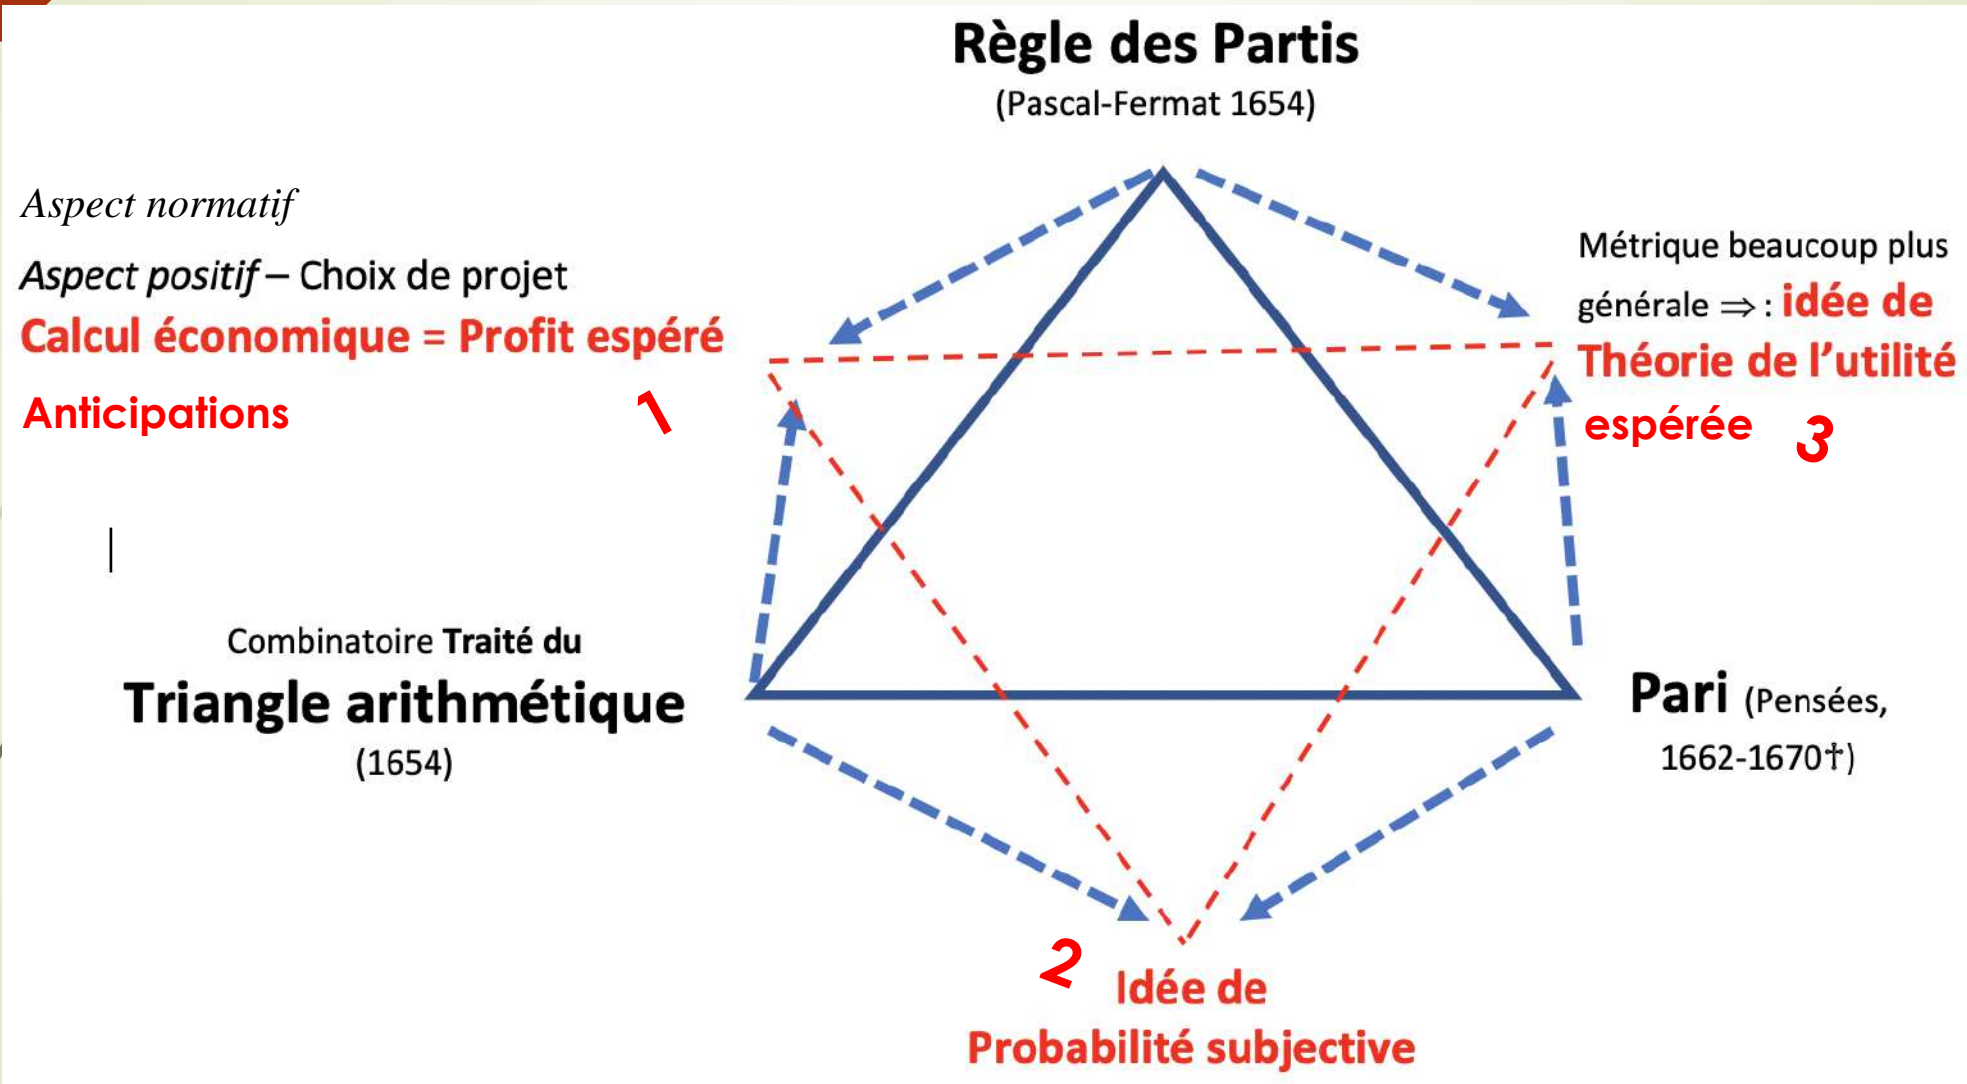 Règle des Partis
(Pascal-Fermat 1654)
Aspect normatif
Aspect positif – Choix de projet
Calcul économique = Profit espéré
Anticipations
1
Métrique beaucoup plus
générale ⇒ : idée de
Théorie de l’utilité
espérée 3
Combinatoire Traité du
Triangle arithmétique
(1654)
Pari (Pensées,
1662-1670†)
2
Idée de
Probabilité subjective